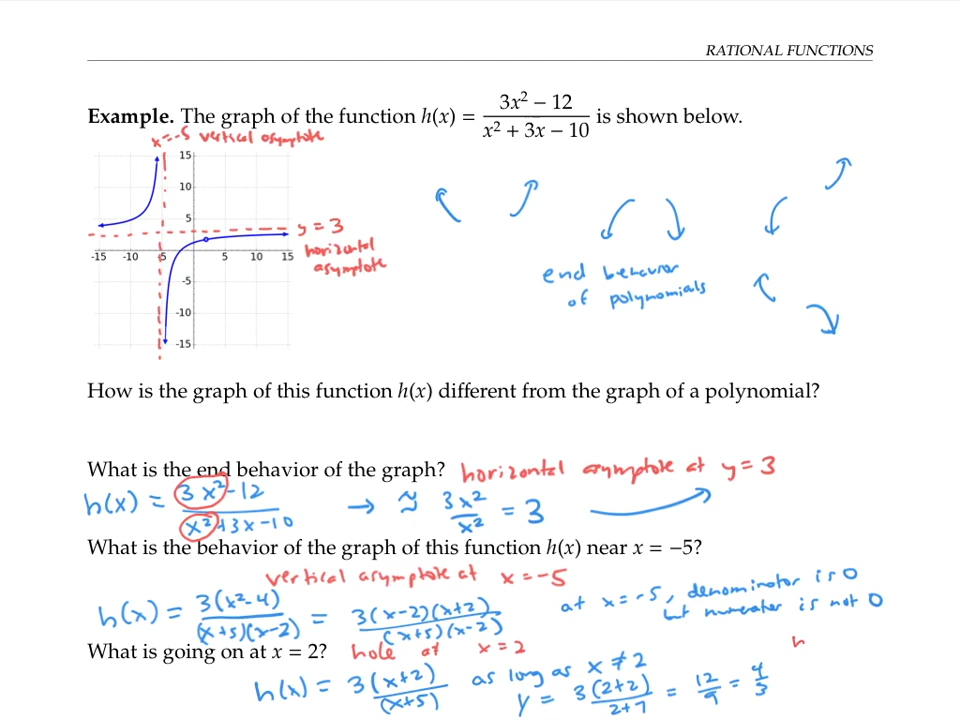 RATIONAL FUNCTIONS
Example. The graph of the function h(x) = (3x² − 12)/(x² + 3x − 10) is shown below.
x=-5 vertical asymptote
15
10
5
-15 -10 -5 5 10 15
-5
-10
-15
y = 3
horizontal
asymptote
end behavior
of polynomials
How is the graph of this function h(x) different from the graph of a polynomial?
What is the end behavior of the graph? horizontal asymptote at y = 3
h(x) = (3x²-12)/(x²+3x-10) → ≈ 3x²/x² = 3
What is the behavior of the graph of this function h(x) near x = −5?
vertical asymptote at x=-5
h(x) = 3(x²-4)/((x+5)(x-2)) = 3(x-2)(x+2)/((x+5)(x-2))
at x=-5, denominator is 0
but numerator is not 0
What is going on at x = 2? hole at x=2
h
h(x) = 3(x+2)/(x+5) as long as x ≠ 2
y = 3(2+2)/(2+7) = 12/9 = 4/3